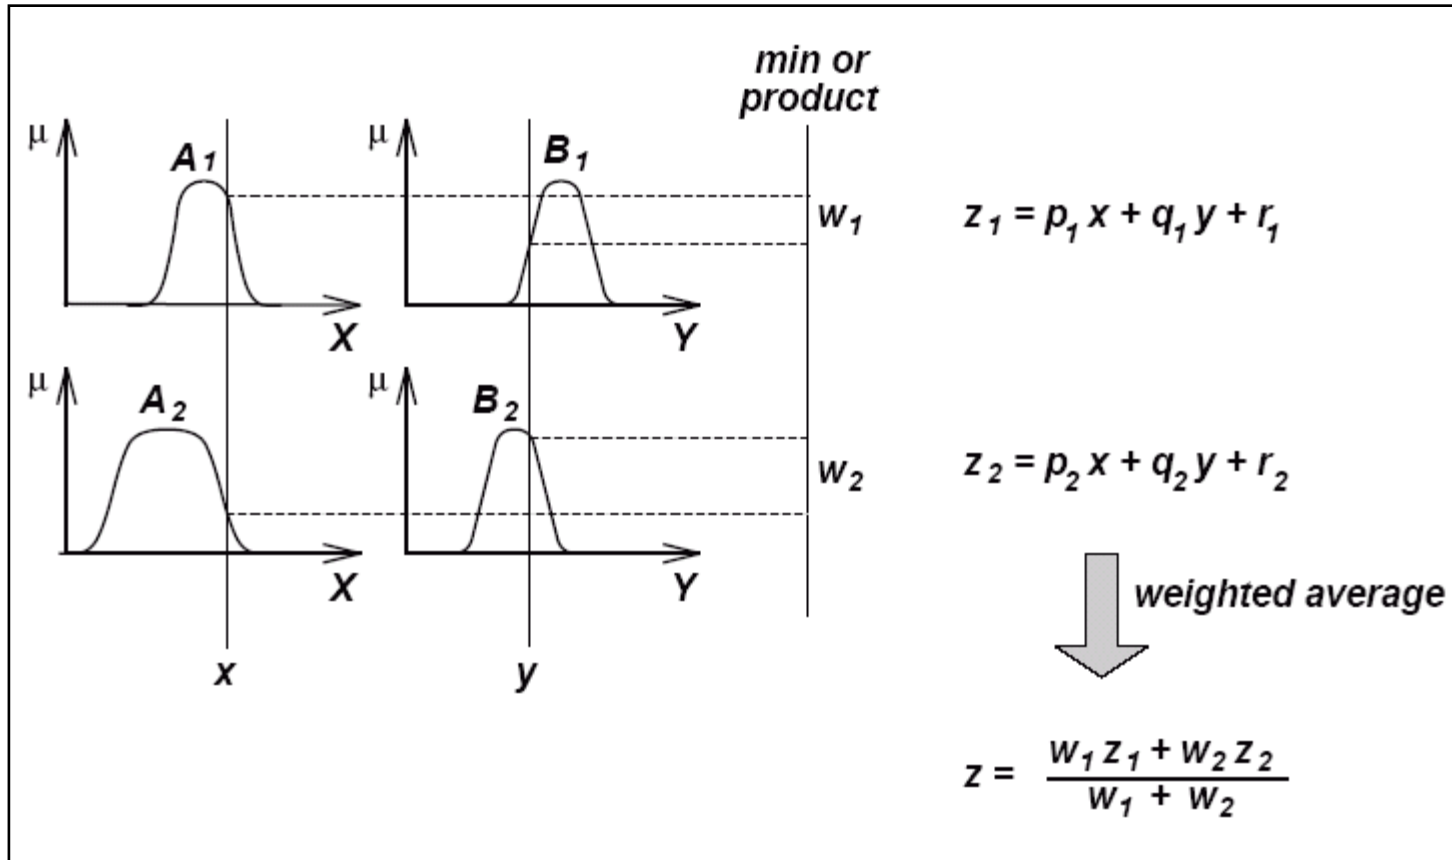 min or
product
μ
A1
μ
B1
w1
z1 = p1 x + q1 y + r1
X
Y
μ
A2
μ
B2
w2
z2 = p2 x + q2 y + r2
X
Y
weighted average
x
y
z = w1 z1 + w2 z2
w1 + w2